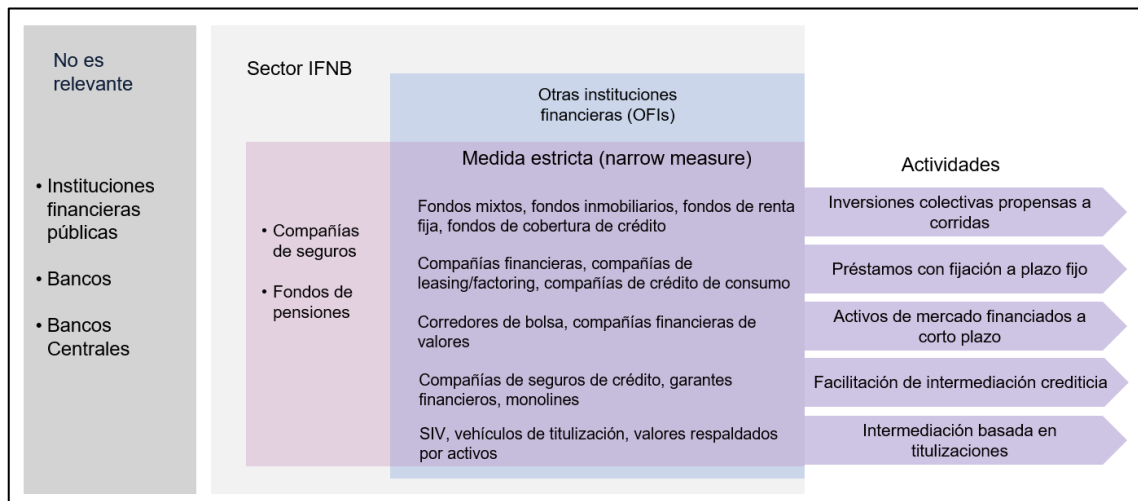 No es
relevante
• Instituciones
financieras
públicas
• Bancos
• Bancos
Centrales
Sector IFNB
Otras instituciones
financieras (OFIs)
• Compañías
de seguros
• Fondos de
pensiones
Medida estricta (narrow measure)
Fondos mixtos, fondos inmobiliarios, fondos de renta
fija, fondos de cobertura de crédito
Compañías financieras, compañías de
leasing/factoring, compañías de crédito de consumo
Corredores de bolsa, compañías financieras de
valores
Compañías de seguros de crédito, garantes
financieros, monolines
SIV, vehículos de titulización, valores respaldados
por activos
Actividades
Inversiones colectivas propensas a
corridas
Préstamos con fijación a plazo fijo
Activos de mercado financiados a
corto plazo
Facilitación de intermediación crediticia
Intermediación basada en
titulizaciones